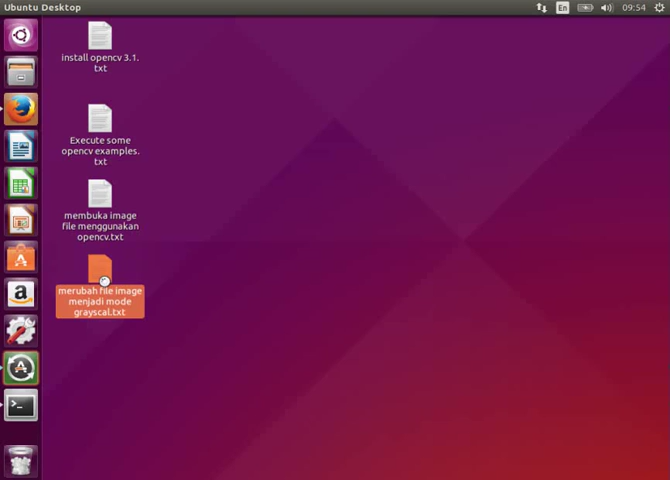 Ubuntu Desktop
En
09:54
install opencv 3.1.
txt
Execute some
opencv examples.
txt
membuka image
file menggunakan
opencv.txt
merubah file image
menjadi mode
grayscal.txt